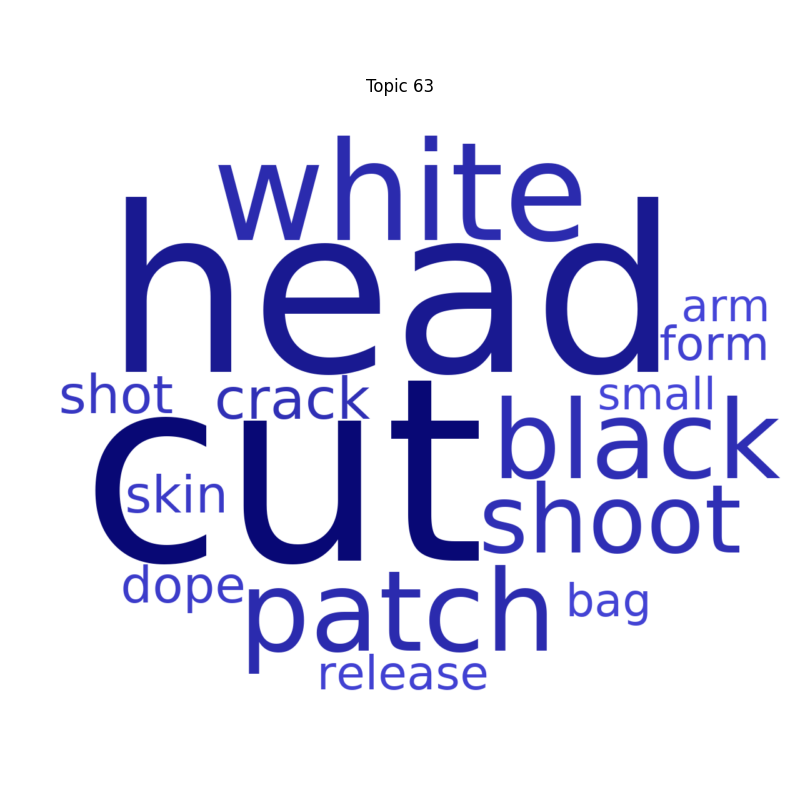 Topic 63
white
head
arm
form
shot
crack
small
cut
black
skin
shoot
dope
patch
bag
release